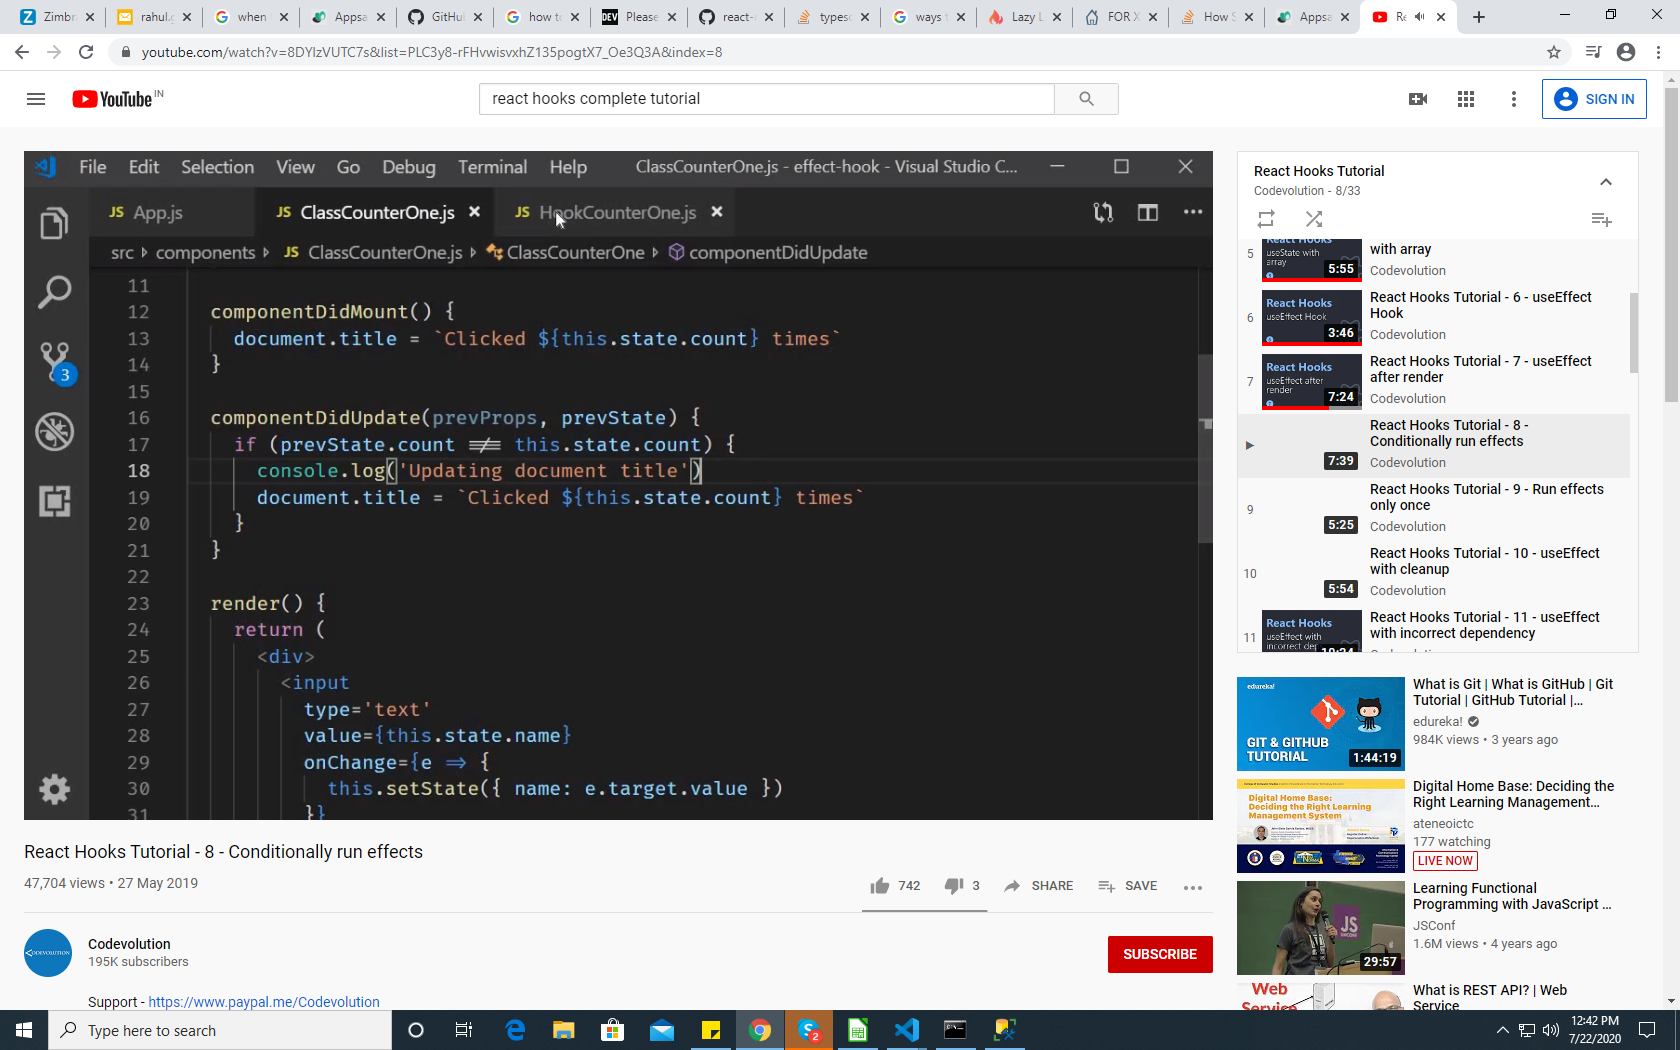 Zimbr
rahul.g
when
Appsa
GitHu
how to
DEV Please
react-
typesc
ways t
Lazy L
FOR X
How S
Appsa
Re
youtube.com/watch?v=8DYlzVUTC7s&list=PLC3y8-rFHvwisvxhZ135pogtX7_Oe3Q3A&index=8
YouTube IN
react hooks complete tutorial
SIGN IN
File Edit Selection View Go Debug Terminal Help ClassCounterOne.js - effect-hook - Visual Studio C...
JS App.js JS ClassCounterOne.js JS HookCounterOne.js
src components JS ClassCounterOne.js ClassCounterOne componentDidUpdate
3
11
12 componentDidMount() {
13 document.title = `Clicked ${this.state.count} times`
14 }
15
16 componentDidUpdate(prevProps, prevState) {
17 if (prevState.count !== this.state.count) {
18 console.log('Updating document title')
19 document.title = `Clicked ${this.state.count} times`
20 }
21 }
22
23 render() {
24 return (
25 <div>
26 <input
27 type='text'
28 value={this.state.name}
29 onChange={e => {
30 this.setState({ name: e.target.value })
31 }}
React Hooks Tutorial - 8 - Conditionally run effects
47,704 views • 27 May 2019
742 3 SHARE SAVE
CODEVOLUTION
Codevolution
195K subscribers
SUBSCRIBE
Support - https://www.paypal.me/Codevolution
React Hooks Tutorial
Codevolution - 8/33
5
React Hooks
useState with
array
5:55
with array
Codevolution
6
React Hooks
useEffect Hook
3:46
React Hooks Tutorial - 6 - useEffect
Hook
Codevolution
7
React Hooks
useEffect after
render
7:24
React Hooks Tutorial - 7 - useEffect
after render
Codevolution
7:39
React Hooks Tutorial - 8 -
Conditionally run effects
Codevolution
9
5:25
React Hooks Tutorial - 9 - Run effects
only once
Codevolution
10
5:54
React Hooks Tutorial - 10 - useEffect
with cleanup
Codevolution
11
React Hooks
useEffect with
incorrect dep
React Hooks Tutorial - 11 - useEffect
with incorrect dependency
edureka!
GIT & GITHUB
TUTORIAL
1:44:19
What is Git | What is GitHub | Git
Tutorial | GitHub Tutorial |...
edureka!
984K views • 3 years ago
Digital Home Base:
Deciding the Right Learning
Management System
Digital Home Base: Deciding the
Right Learning Management...
ateneoictc
177 watching
LIVE NOW
JS
29:57
Learning Functional
Programming with JavaScript ...
JSConf
1.6M views • 4 years ago
Web
Service
What is REST API? | Web
Service
Type here to search
2
12:42 PM
7/22/2020